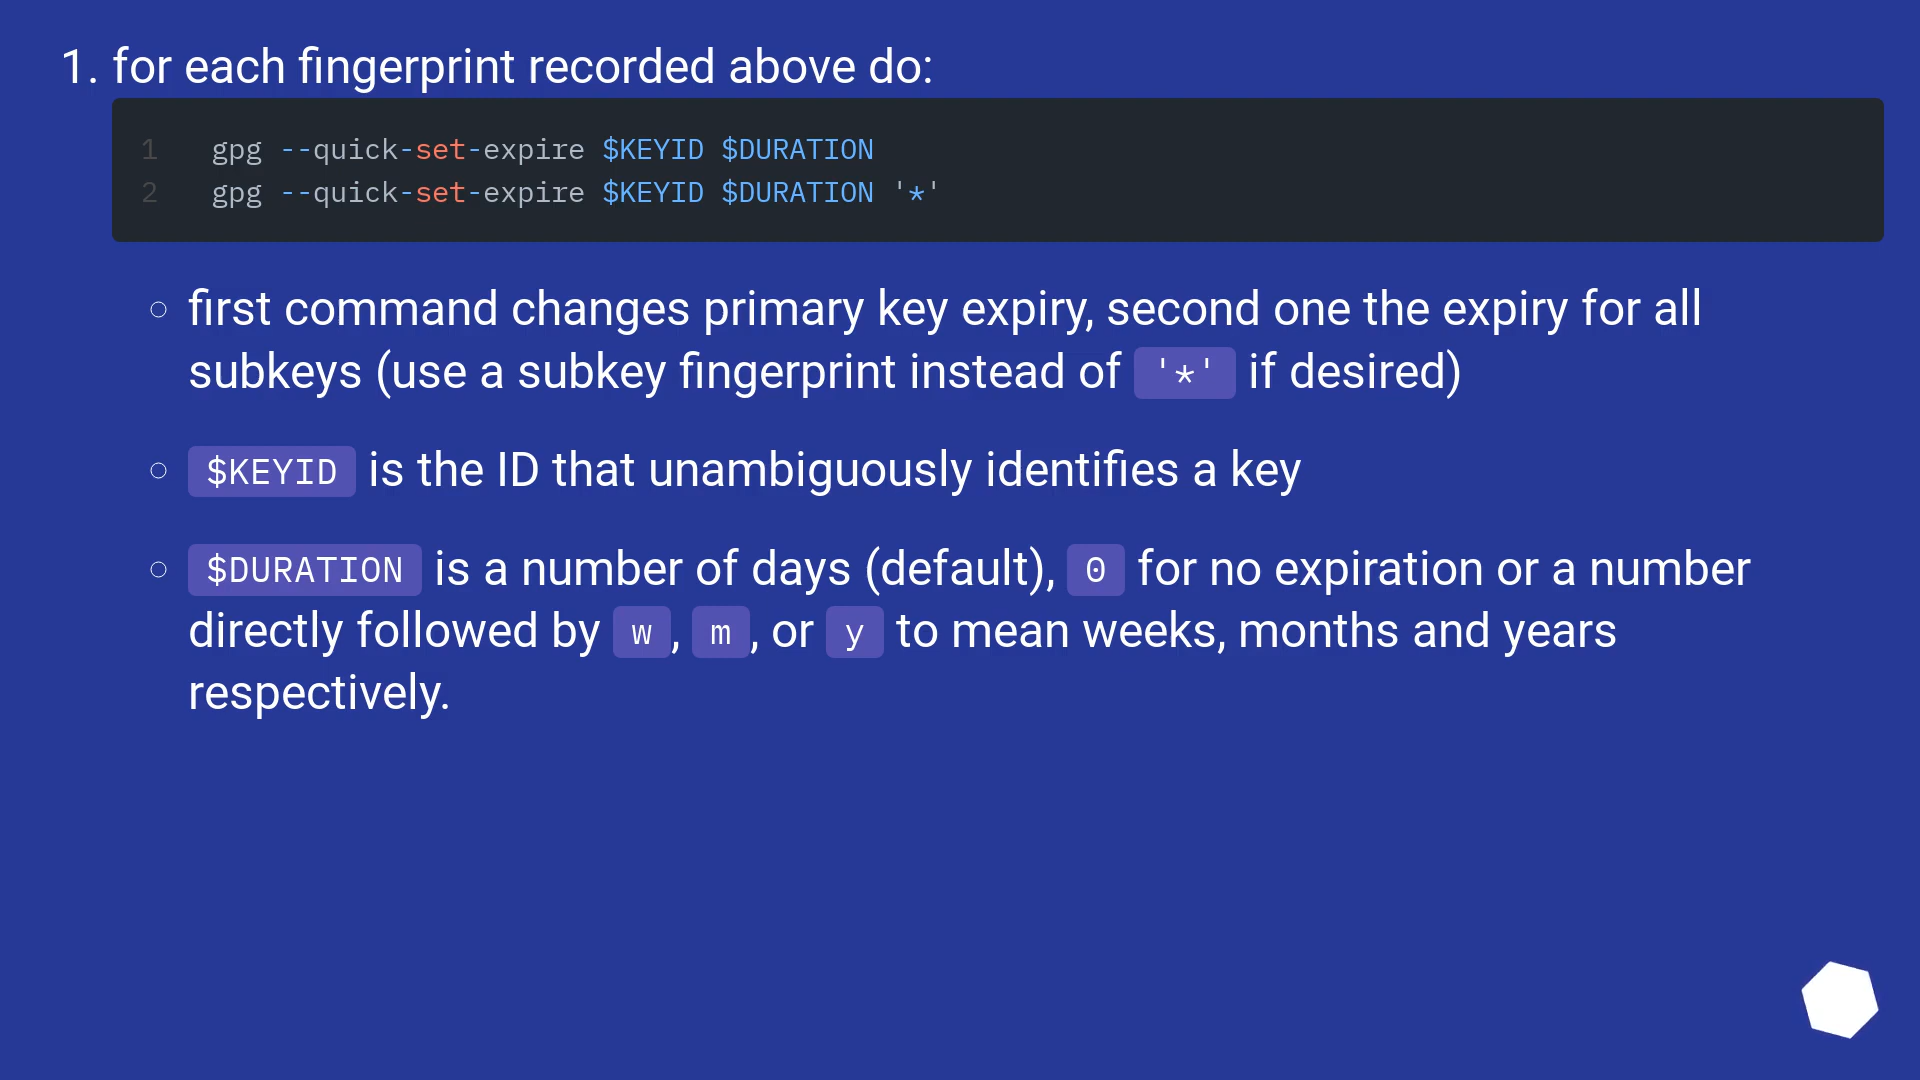 1. for each fingerprint recorded above do:
1 gpg --quick-set-expire $KEYID $DURATION
2 gpg --quick-set-expire $KEYID $DURATION '*'
first command changes primary key expiry, second one the expiry for all
subkeys (use a subkey fingerprint instead of '*' if desired)
$KEYID is the ID that unambiguously identifies a key
$DURATION is a number of days (default), 0 for no expiration or a number
directly followed by w, m, or y to mean weeks, months and years
respectively.